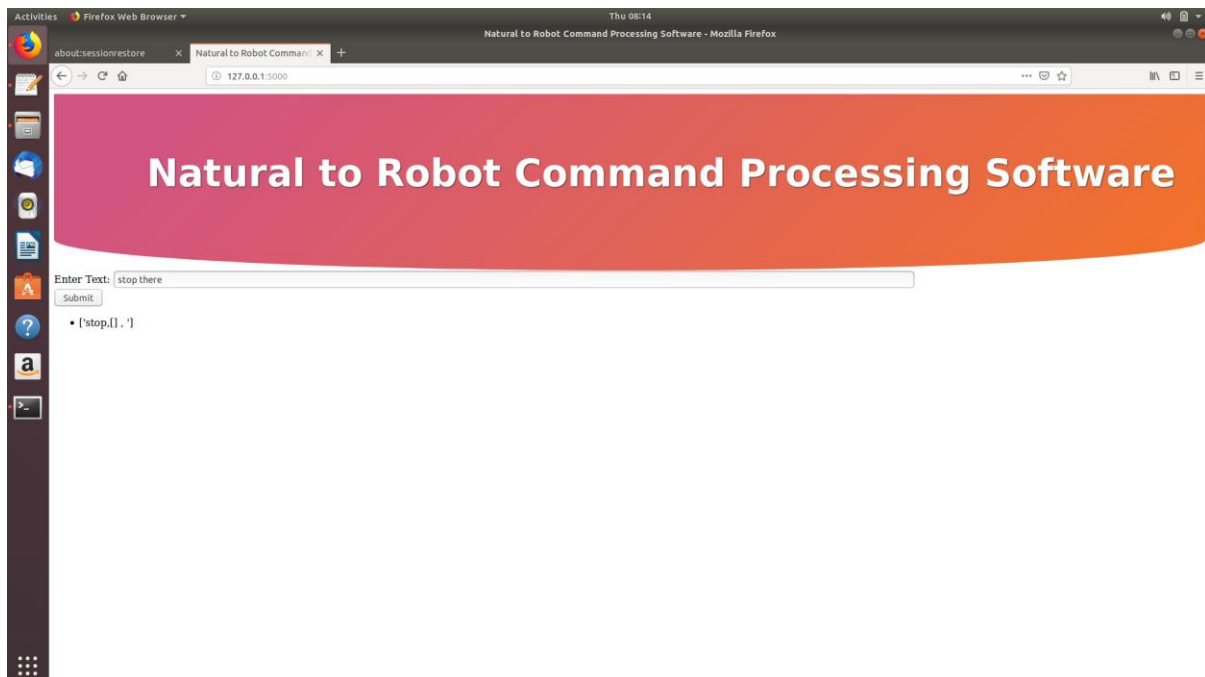 Activities Firefox Web Browser Thu 08:14
Natural to Robot Command Processing Software - Mozilla Firefox
about:sessionrestore Natural to Robot Command
127.0.0.1:5000
Natural to Robot Command Processing Software
Enter Text: stop there
Submit
• ['stop,[] , ']